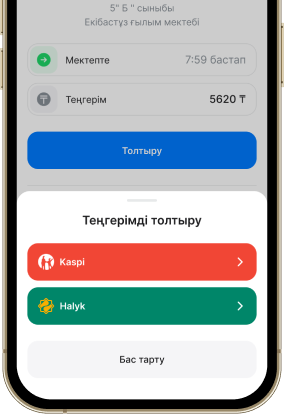 5" Б " сыныбы
Екібастұз ғылым мектебі
Мектепте 7:59 бастап
Теңгерім 5620 ₸
Толтыру
Теңгерімді толтыру
Kaspi
Halyk
Бас тарту